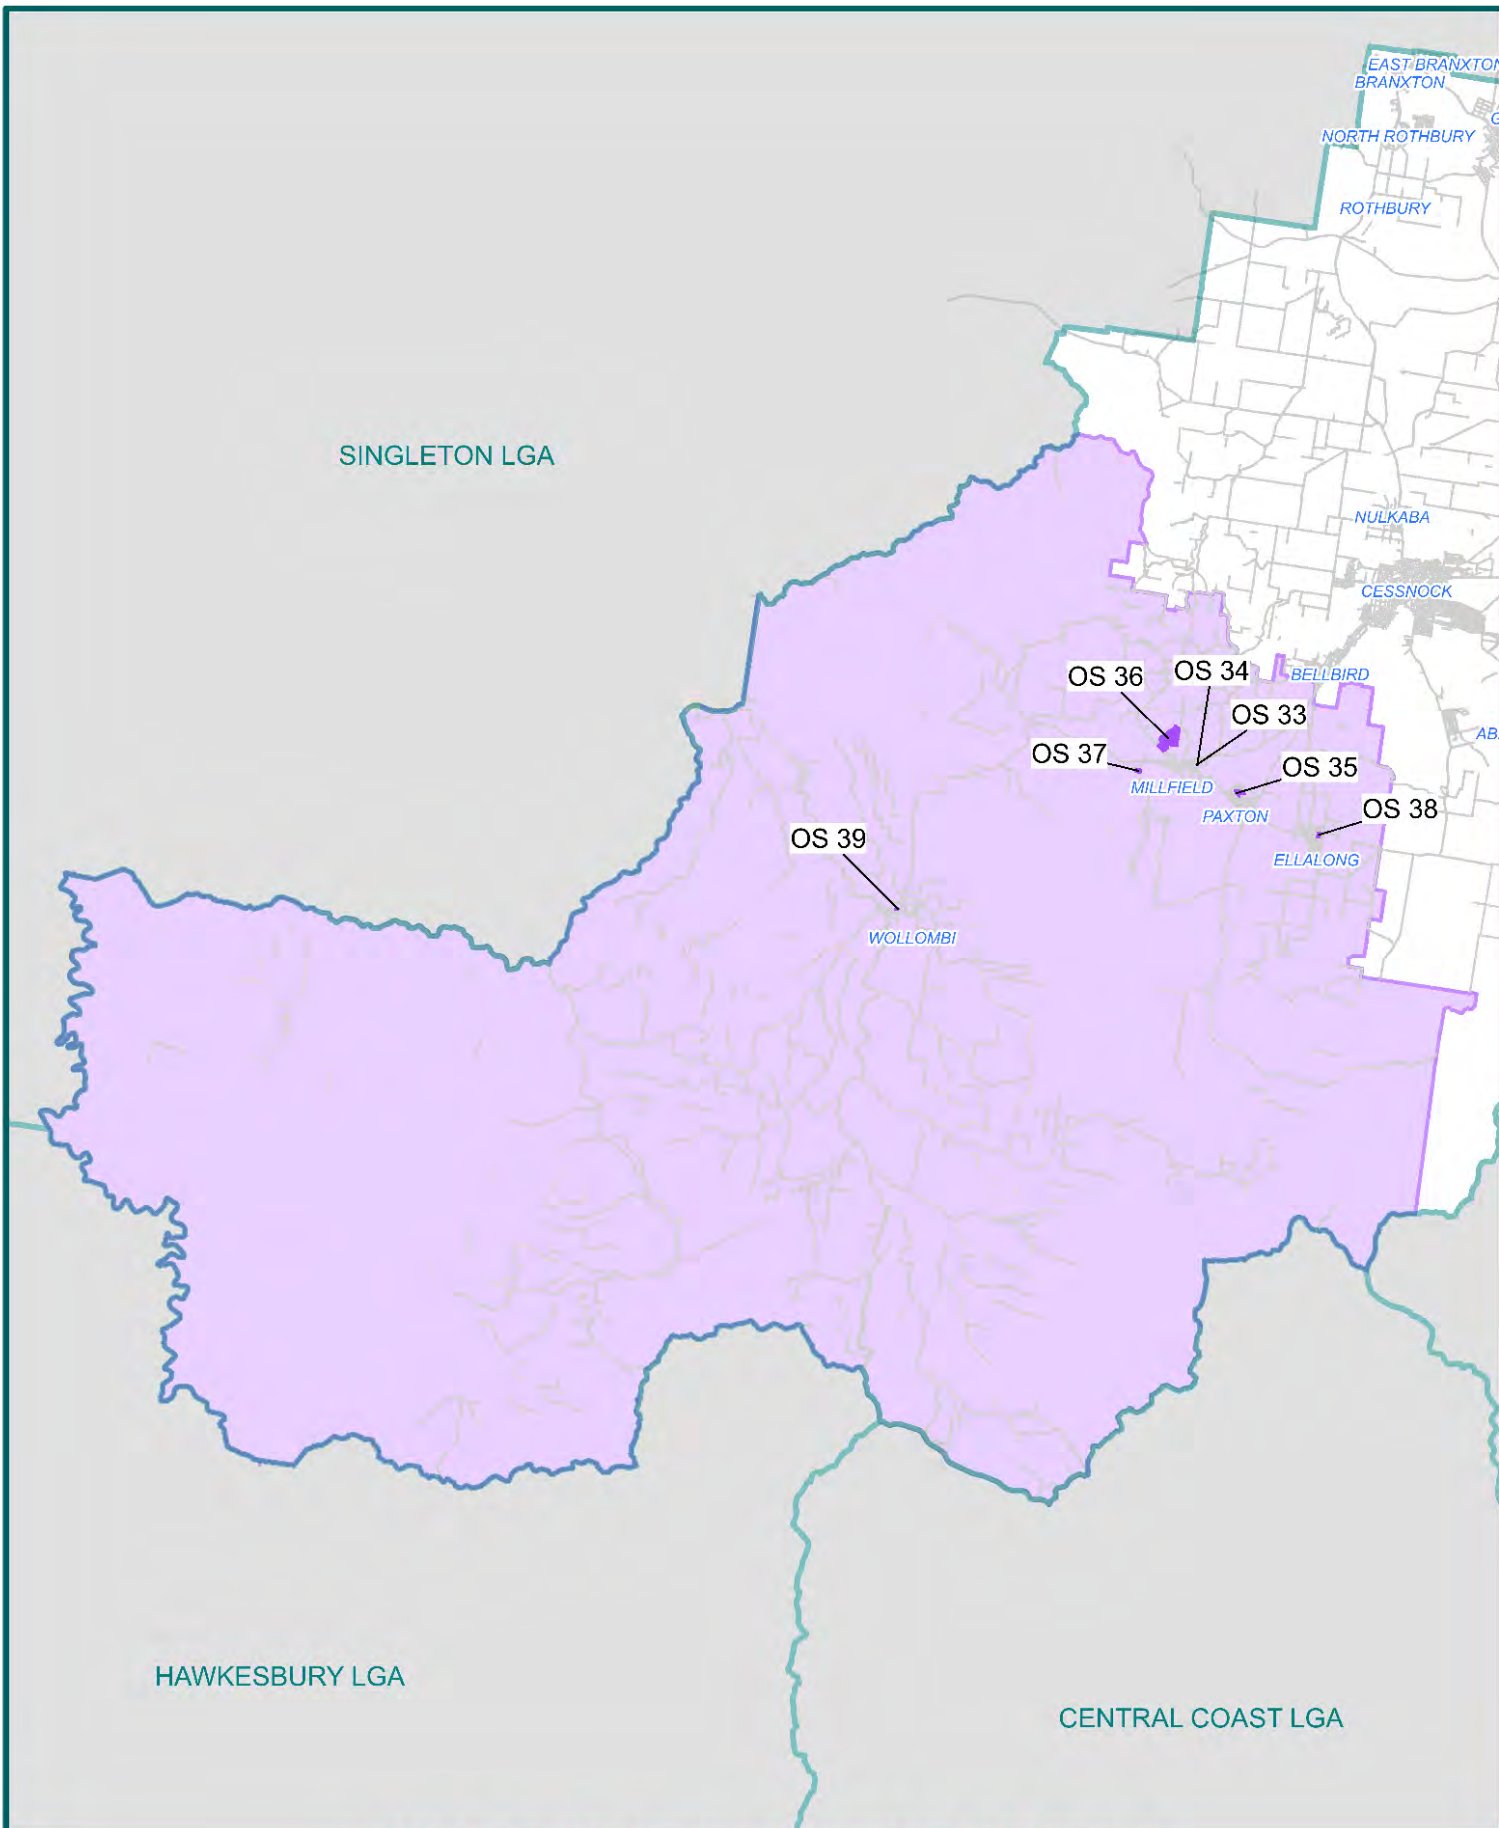 EAST BRANXTON
BRANXTON
NORTH ROTHBURY
ROTHBURY
SINGLETON LGA
NULKABA
CESSNOCK
OS 36
OS 34
BELLBIRD
OS 33
OS 37
OS 35
MILLFIELD
PAXTON
OS 38
OS 39
ELLALONG
WOLLOMBI
HAWKESBURY LGA
CENTRAL COAST LGA